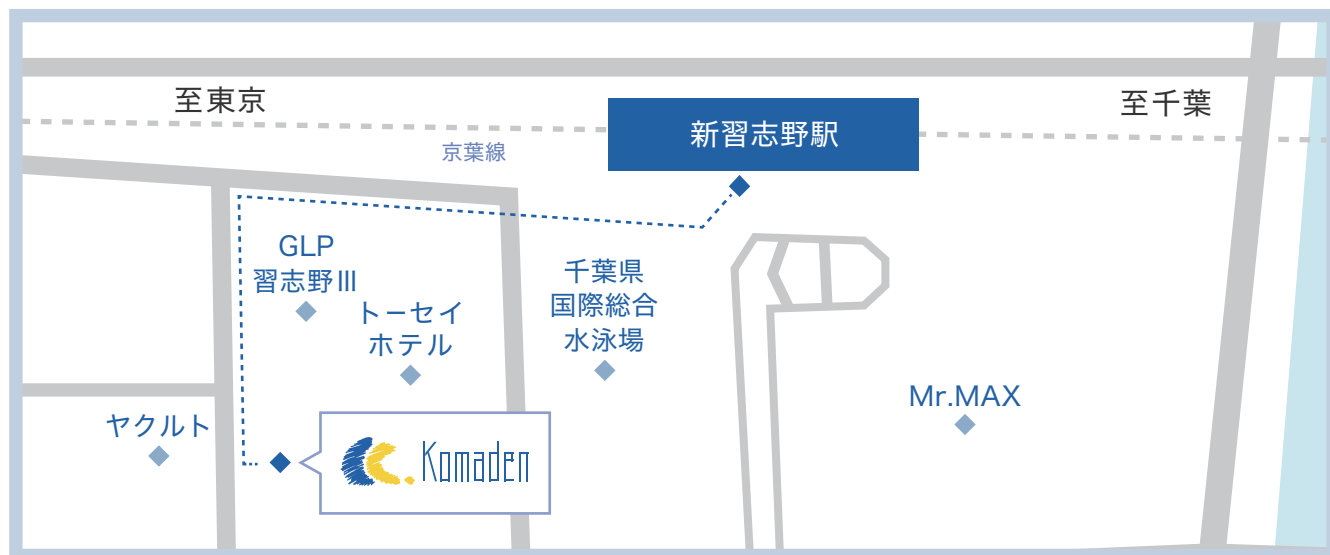 至東京
至千葉
新習志野駅
京葉線
GLP
習志野Ⅲ
トーセイ
ホテル
千葉県
国際総合
水泳場
Mr.MAX
ヤクルト
Komaden